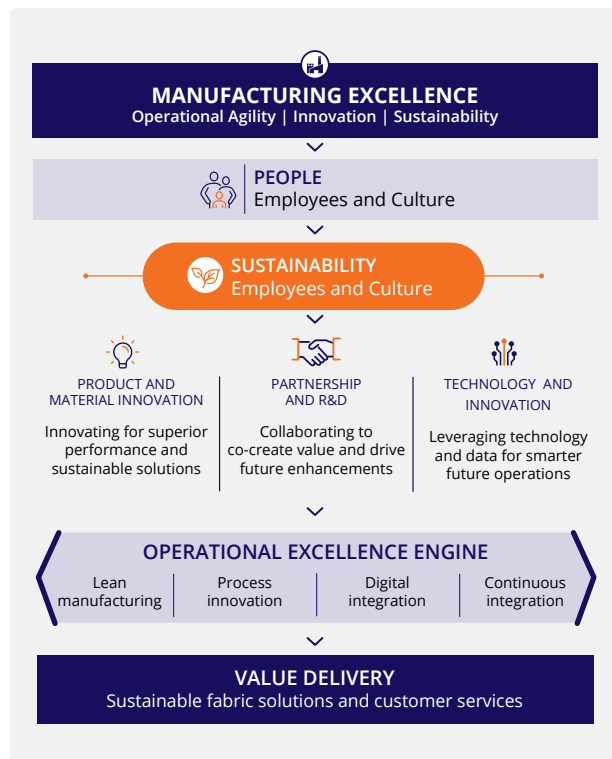 MANUFACTURING EXCELLENCE
Operational Agility | Innovation | Sustainability
PEOPLE
Employees and Culture
SUSTAINABILITY
Employees and Culture
PRODUCT AND
MATERIAL INNOVATION
Innovating for superior
performance and
sustainable solutions
PARTNERSHIP
AND R&D
Collaborating to
co-create value and drive
future enhancements
TECHNOLOGY AND
INNOVATION
Leveraging technology
and data for smarter
future operations
OPERATIONAL EXCELLENCE ENGINE
Lean
manufacturing
Process
innovation
Digital
integration
Continuous
integration
VALUE DELIVERY
Sustainable fabric solutions and customer services